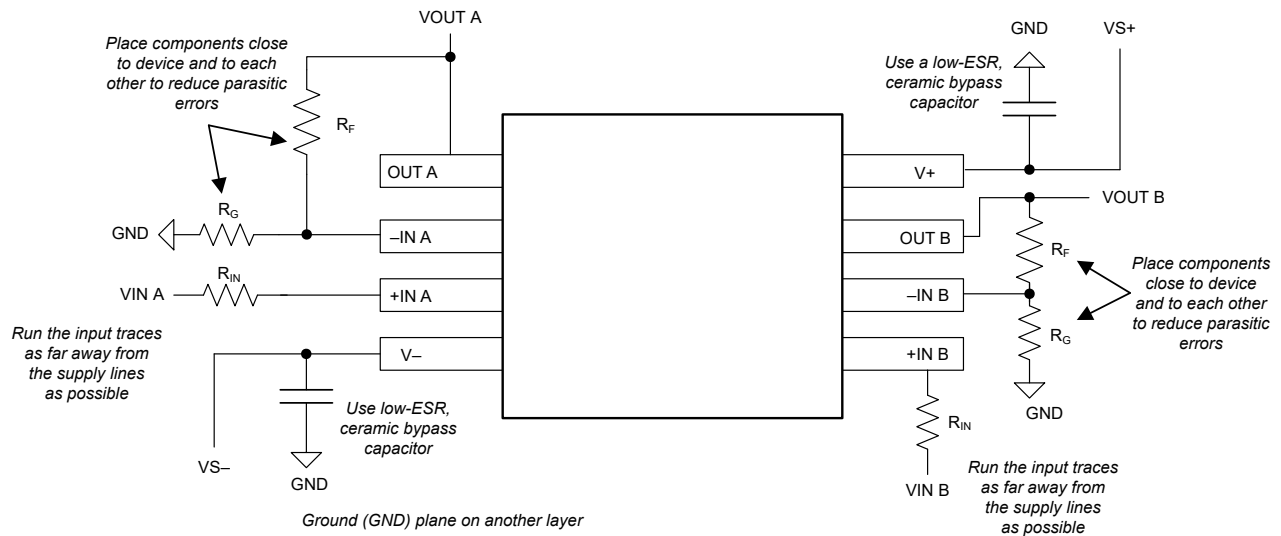 VOUT A
Place components close
to device and to each
other to reduce parasitic
errors
RF
OUT A
RG
GND
–IN A
RIN
VIN A
+IN A
Run the input traces
as far away from
the supply lines
as possible
V–
Use low-ESR,
ceramic bypass
capacitor
VS–
GND
Ground (GND) plane on another layer
GND
VS+
Use a low-ESR,
ceramic bypass
capacitor
V+
VOUT B
OUT B
RF
Place components
close to device
and to each other
to reduce parasitic
errors
–IN B
RG
+IN B
GND
RIN
VIN B
Run the input traces
as far away from
the supply lines
as possible